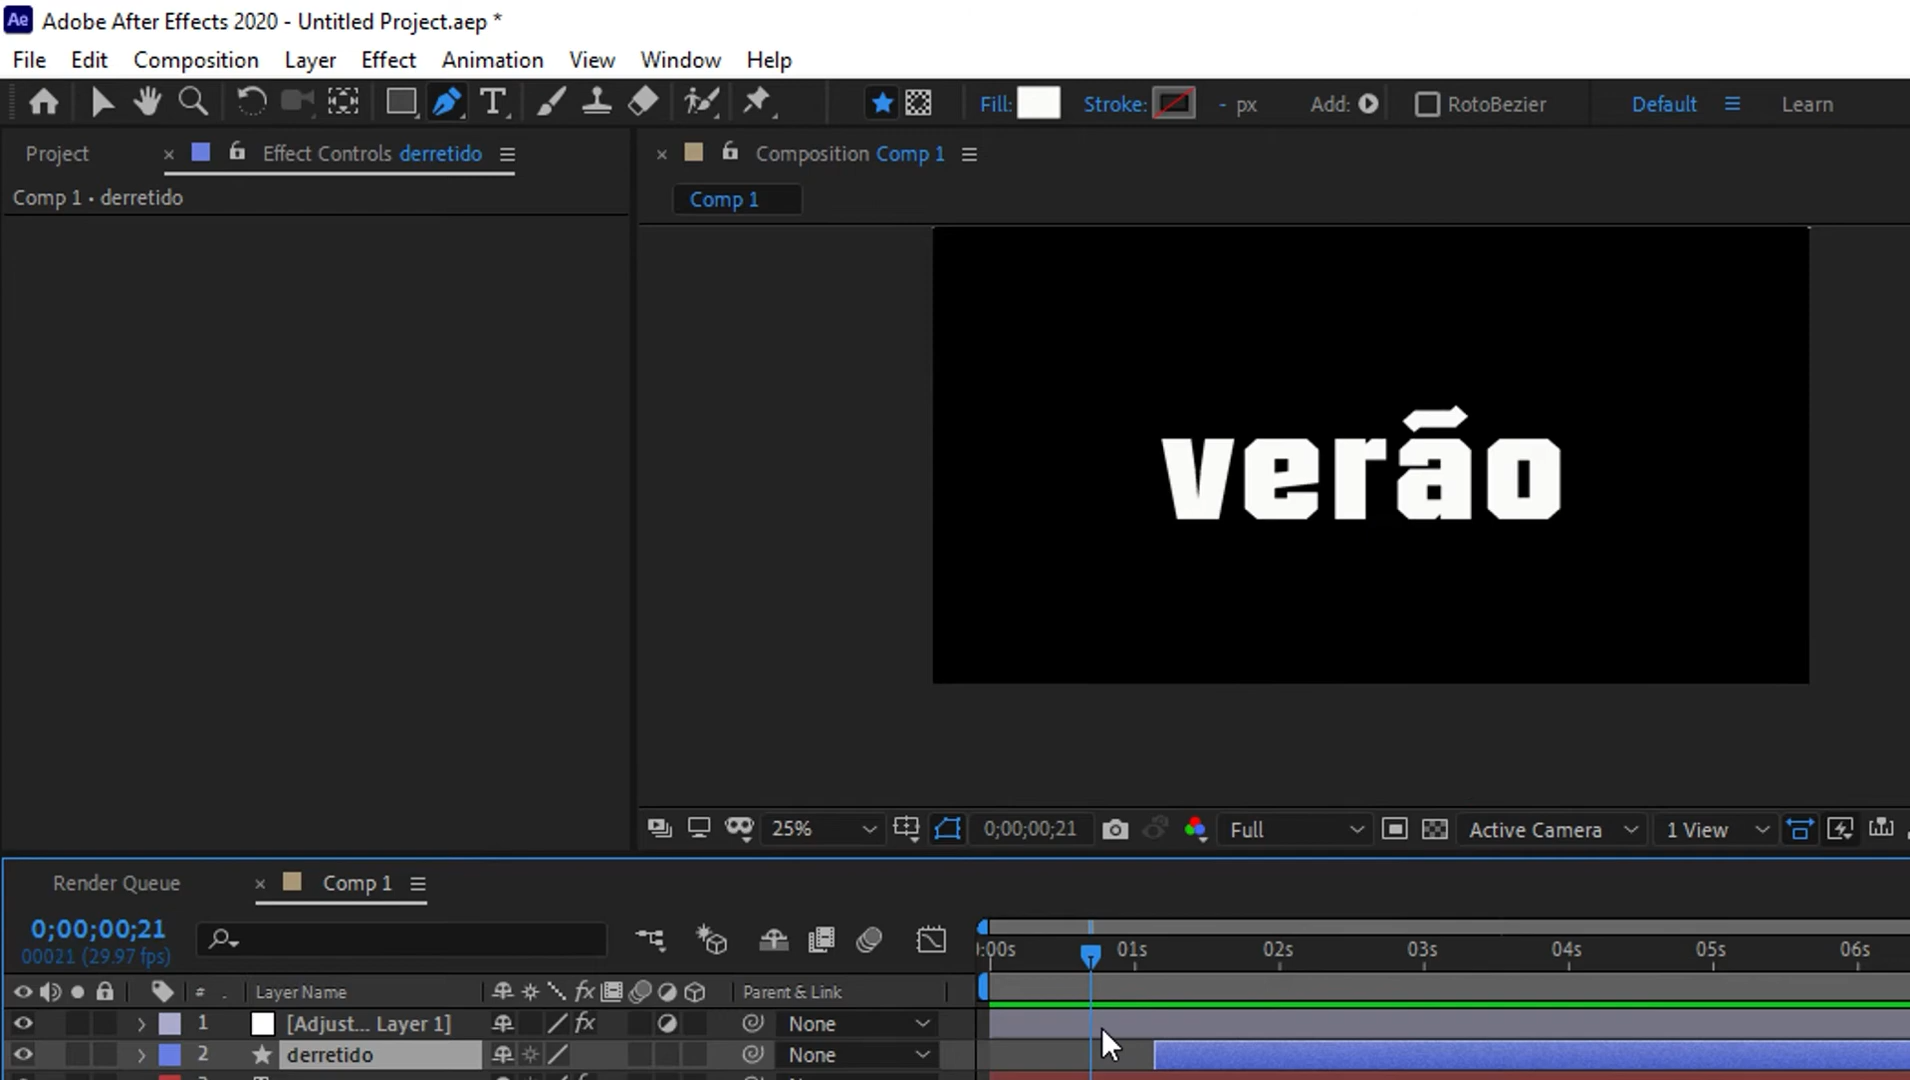 Ae Adobe After Effects 2020 - Untitled Project.aep *
File Edit Composition Layer Effect Animation View Window Help
Fill: Stroke: - px Add: RotoBezier Default Learn
Project × Effect Controls derretido × Composition Comp 1
Comp 1 • derretido
Comp 1
verão
25% 0;00;00;21 Full Active Camera 1 View
Render Queue × Comp 1
0;00;00;21
00021 (29.97 fps)
:00s 01s 02s 03s 04s 05s 06s
# . Layer Name fx Parent & Link
1 [Adjust... Layer 1] fx None
2 derretido None